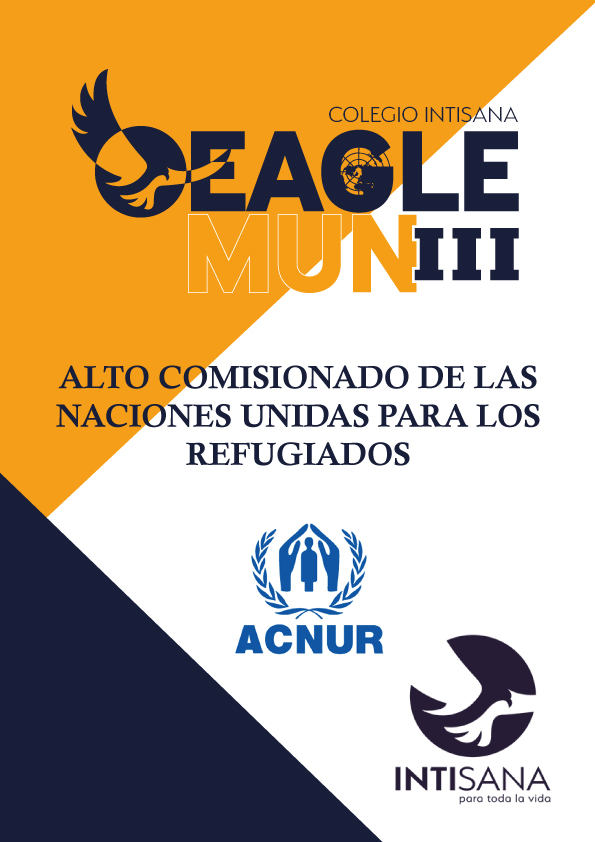 COLEGIO INTISANA
EAGLE
MUN III
ALTO COMISIONADO DE LAS
NACIONES UNIDAS PARA LOS
REFUGIADOS
ACNUR
INTISANA
para toda la vida